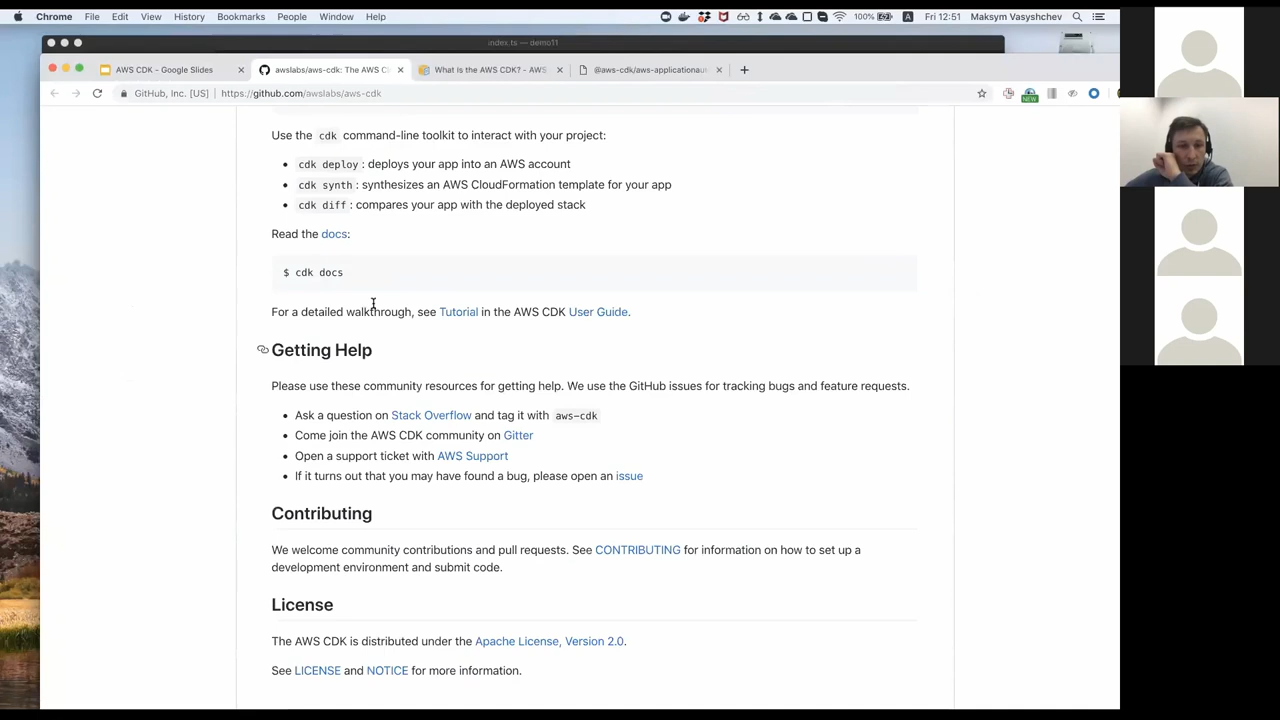 Chrome File Edit View History Bookmarks People Window Help 100% A Fri 12:51 Maksym Vasyshchev
index.ts — demo11
AWS CDK - Google Slides
awslabs/aws-cdk: The AWS C
What Is the AWS CDK? - AWS
@aws-cdk/aws-applicationaut
GitHub, Inc. [US] https://github.com/awslabs/aws-cdk
NEW
Use the cdk command-line toolkit to interact with your project:
cdk deploy : deploys your app into an AWS account
cdk synth : synthesizes an AWS CloudFormation template for your app
cdk diff : compares your app with the deployed stack
Read the docs:
$ cdk docs
For a detailed walkthrough, see Tutorial in the AWS CDK User Guide.
Getting Help
Please use these community resources for getting help. We use the GitHub issues for tracking bugs and feature requests.
Ask a question on Stack Overflow and tag it with aws-cdk
Come join the AWS CDK community on Gitter
Open a support ticket with AWS Support
If it turns out that you may have found a bug, please open an issue
Contributing
We welcome community contributions and pull requests. See CONTRIBUTING for information on how to set up a
development environment and submit code.
License
The AWS CDK is distributed under the Apache License, Version 2.0.
See LICENSE and NOTICE for more information.